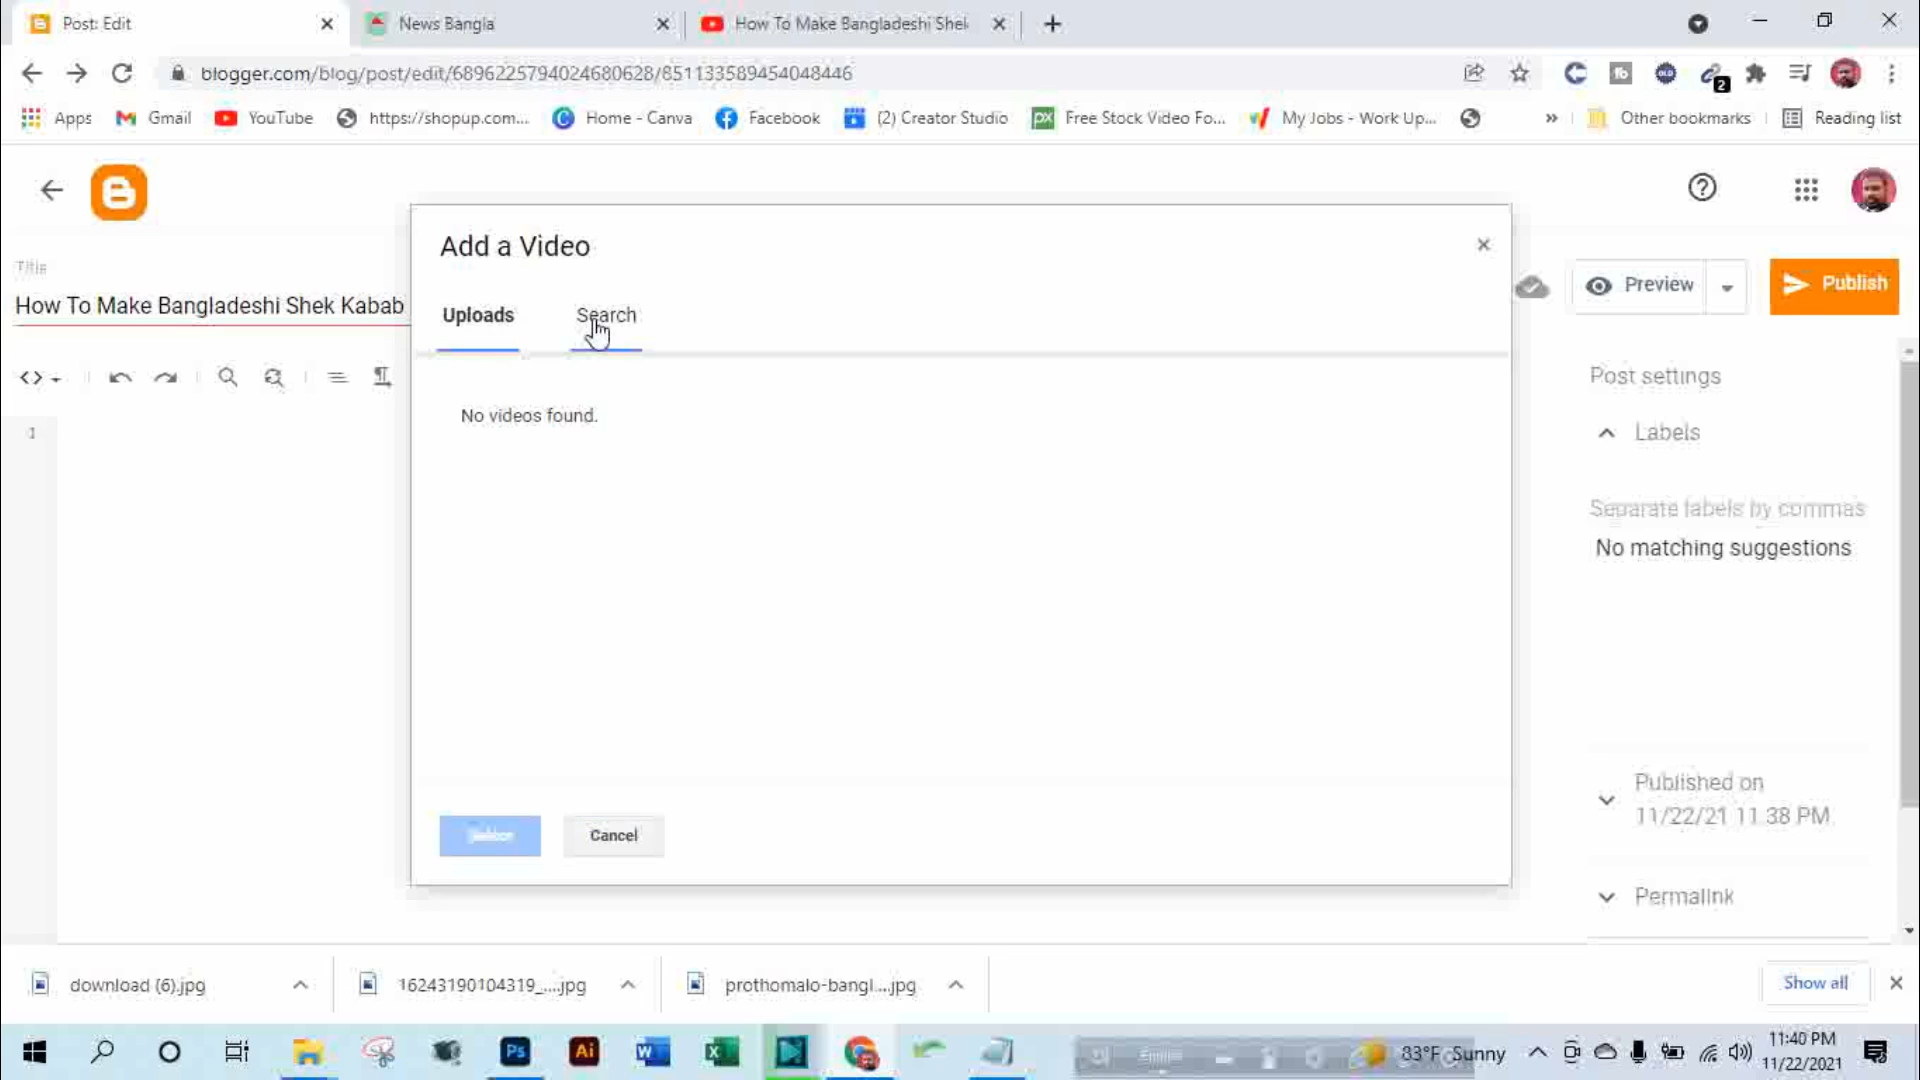 Post: Edit
News Bangla
How To Make Bangladeshi Shek
blogger.com/blog/post/edit/6896225794024680628/851133589454048446
Apps
Gmail
YouTube
https://shopup.com....
Home - Canva
Facebook
(2) Creator Studio
Free Stock Video Fo...
My Jobs - Work Up...
»
Other bookmarks
Reading list
2
Add a Video
Title
How To Make Bangladeshi Shek Kabab
Preview
Publish
Uploads
Search
Post settings
1
No videos found.
Labels
Separate labels by commas
No matching suggestions
Published on
11/22/21 11:38 PM
Cancel
Permalink
download (6).jpg
16243190104319_....jpg
prothomalo-bangl....jpg
Show all
Ps
Ai
W
X
83°F Sunny
11:40 PM
11/22/2021